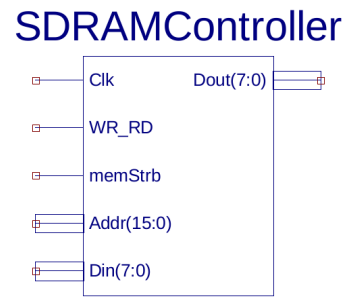 SDRAMController
Clk Dout(7:0)
WR_RD
memStrb
Addr(15:0)
Din(7:0)